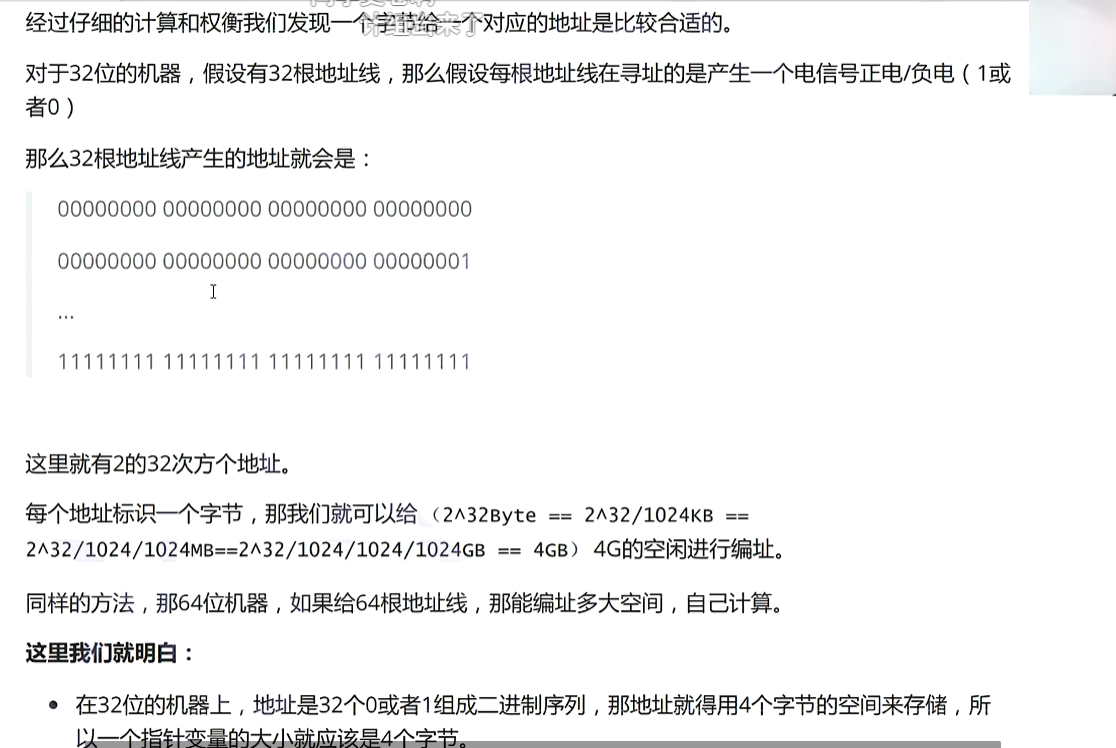 经过仔细的计算和权衡我们发现一个字节给一个对应的地址是比较合适的。
对于32位的机器，假设有32根地址线，那么假设每根地址线在寻址的是产生一个电信号正电/负电（1或
者0）
那么32根地址线产生的地址就会是：
00000000 00000000 00000000 00000000
00000000 00000000 00000000 00000001
...
11111111 11111111 11111111 11111111
这里就有2的32次方个地址。
每个地址标识一个字节，那我们就可以给（2^32Byte == 2^32/1024KB ==
2^32/1024/1024MB==2^32/1024/1024/1024GB == 4GB）4G的空闲进行编址。
同样的方法，那64位机器，如果给64根地址线，那能编址多大空间，自己计算。
这里我们就明白：
• 在32位的机器上，地址是32个0或者1组成二进制序列，那地址就得用4个字节的空间来存储，所
以一个指针变量的大小就应该是4个字节。